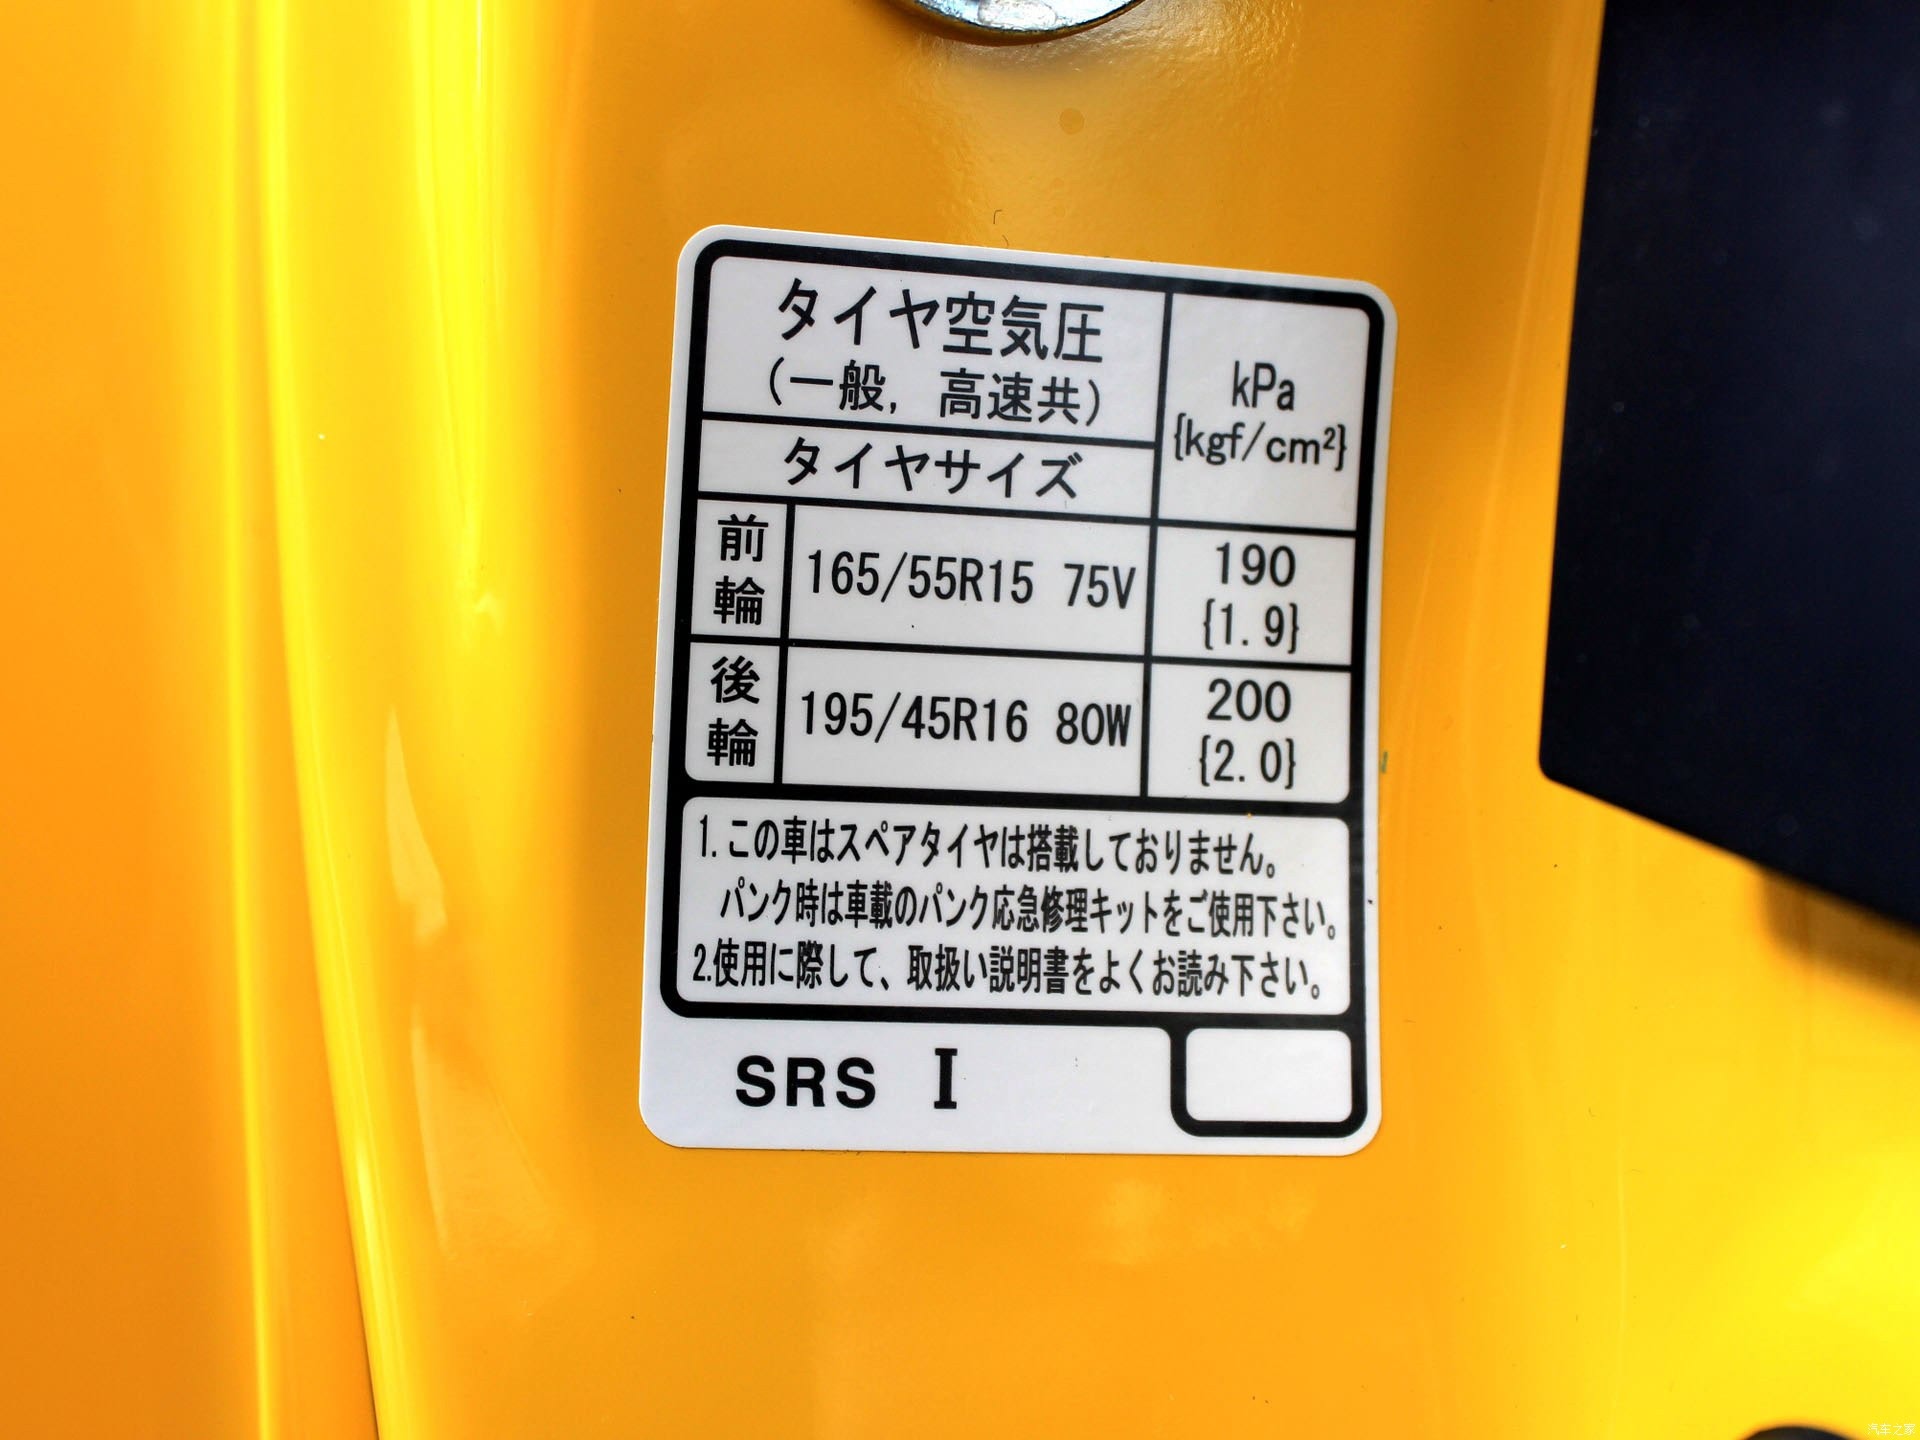 タイヤ空気圧
(一般，高速共)
kPa
{kgf/cm²}
タイヤサイズ
前輪
165/55R15 75V
190
{1.9}
後輪
195/45R16 80W
200
{2.0}
1.この車はスペアタイヤは搭載しておりません。
パンク時は車載のパンク応急修理キットをご使用下さい。
2.使用に際して、取扱い説明書をよくお読み下さい。
SRS I
汽车之家